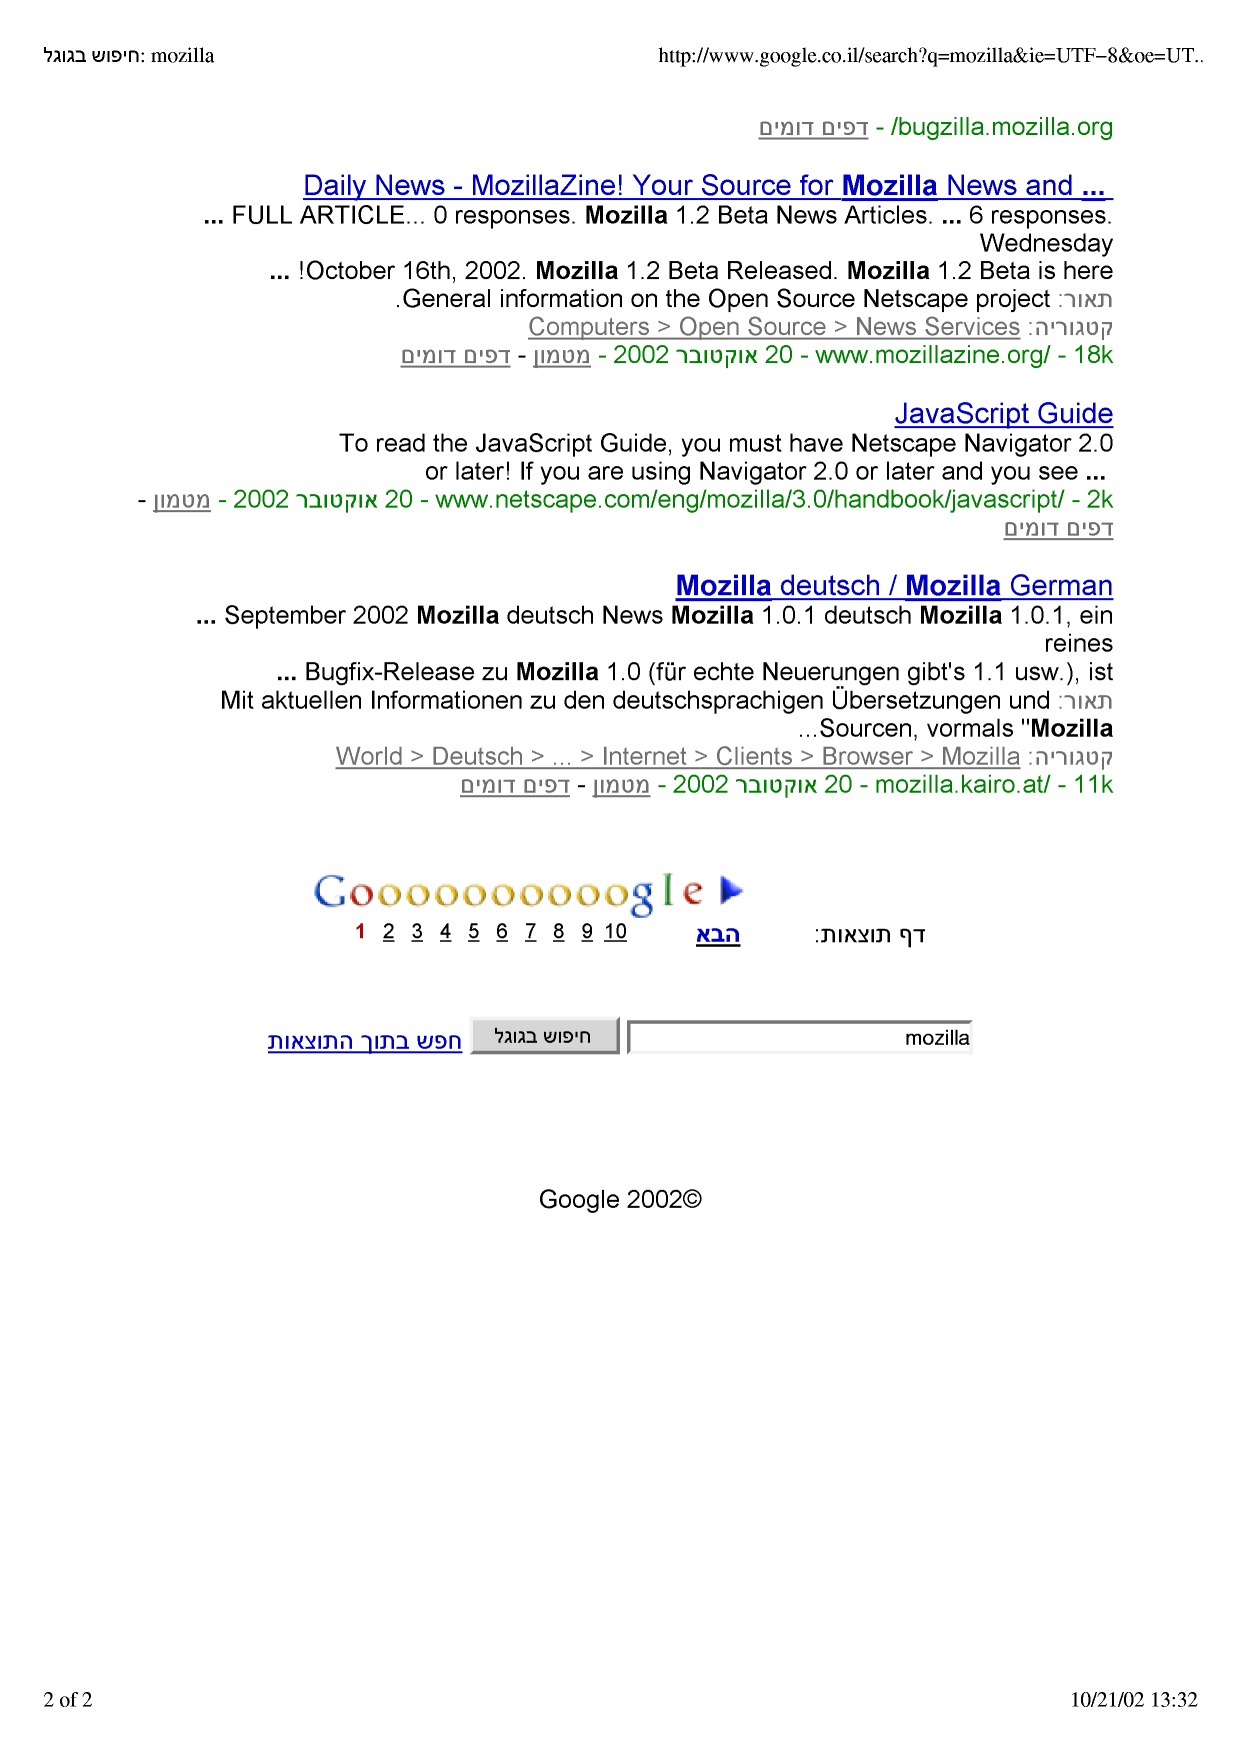 חיפוש בגוגל: mozilla
http://www.google.co.il/search?q=mozilla&ie=UTF−8&oe=UT..
דפים דומים - /bugzilla.mozilla.org
Daily News - MozillaZine! Your Source for Mozilla News and ...
... FULL ARTICLE... 0 responses. Mozilla 1.2 Beta News Articles. ... 6 responses.
Wednesday
... !October 16th, 2002. Mozilla 1.2 Beta Released. Mozilla 1.2 Beta is here
תאור: General information on the Open Source Netscape project.
קטגוריה: Computers > Open Source > News Services
www.mozillazine.org/ - 18k - 20 אוקטובר 2002 - מטמון - דפים דומים
JavaScript Guide
To read the JavaScript Guide, you must have Netscape Navigator 2.0
or later! If you are using Navigator 2.0 or later and you see ...
www.netscape.com/eng/mozilla/3.0/handbook/javascript/ - 2k - 20 אוקטובר 2002 - מטמון -
דפים דומים
Mozilla deutsch / Mozilla German
... September 2002 Mozilla deutsch News Mozilla 1.0.1 deutsch Mozilla 1.0.1, ein
reines
... Bugfix-Release zu Mozilla 1.0 (für echte Neuerungen gibt's 1.1 usw.), ist
תאור: Mit aktuellen Informationen zu den deutschsprachigen Übersetzungen und
...Sourcen, vormals "Mozilla
קטגוריה: World > Deutsch > ... > Internet > Clients > Browser > Mozilla
mozilla.kairo.at/ - 11k - 20 אוקטובר 2002 - מטמון - דפים דומים
Goooooooooogle
דף תוצאות: 1 2 3 4 5 6 7 8 9 10 הבא
mozilla חיפוש בגוגל חפש בתוך התוצאות
Google 2002©
2 of 2
10/21/02 13:32